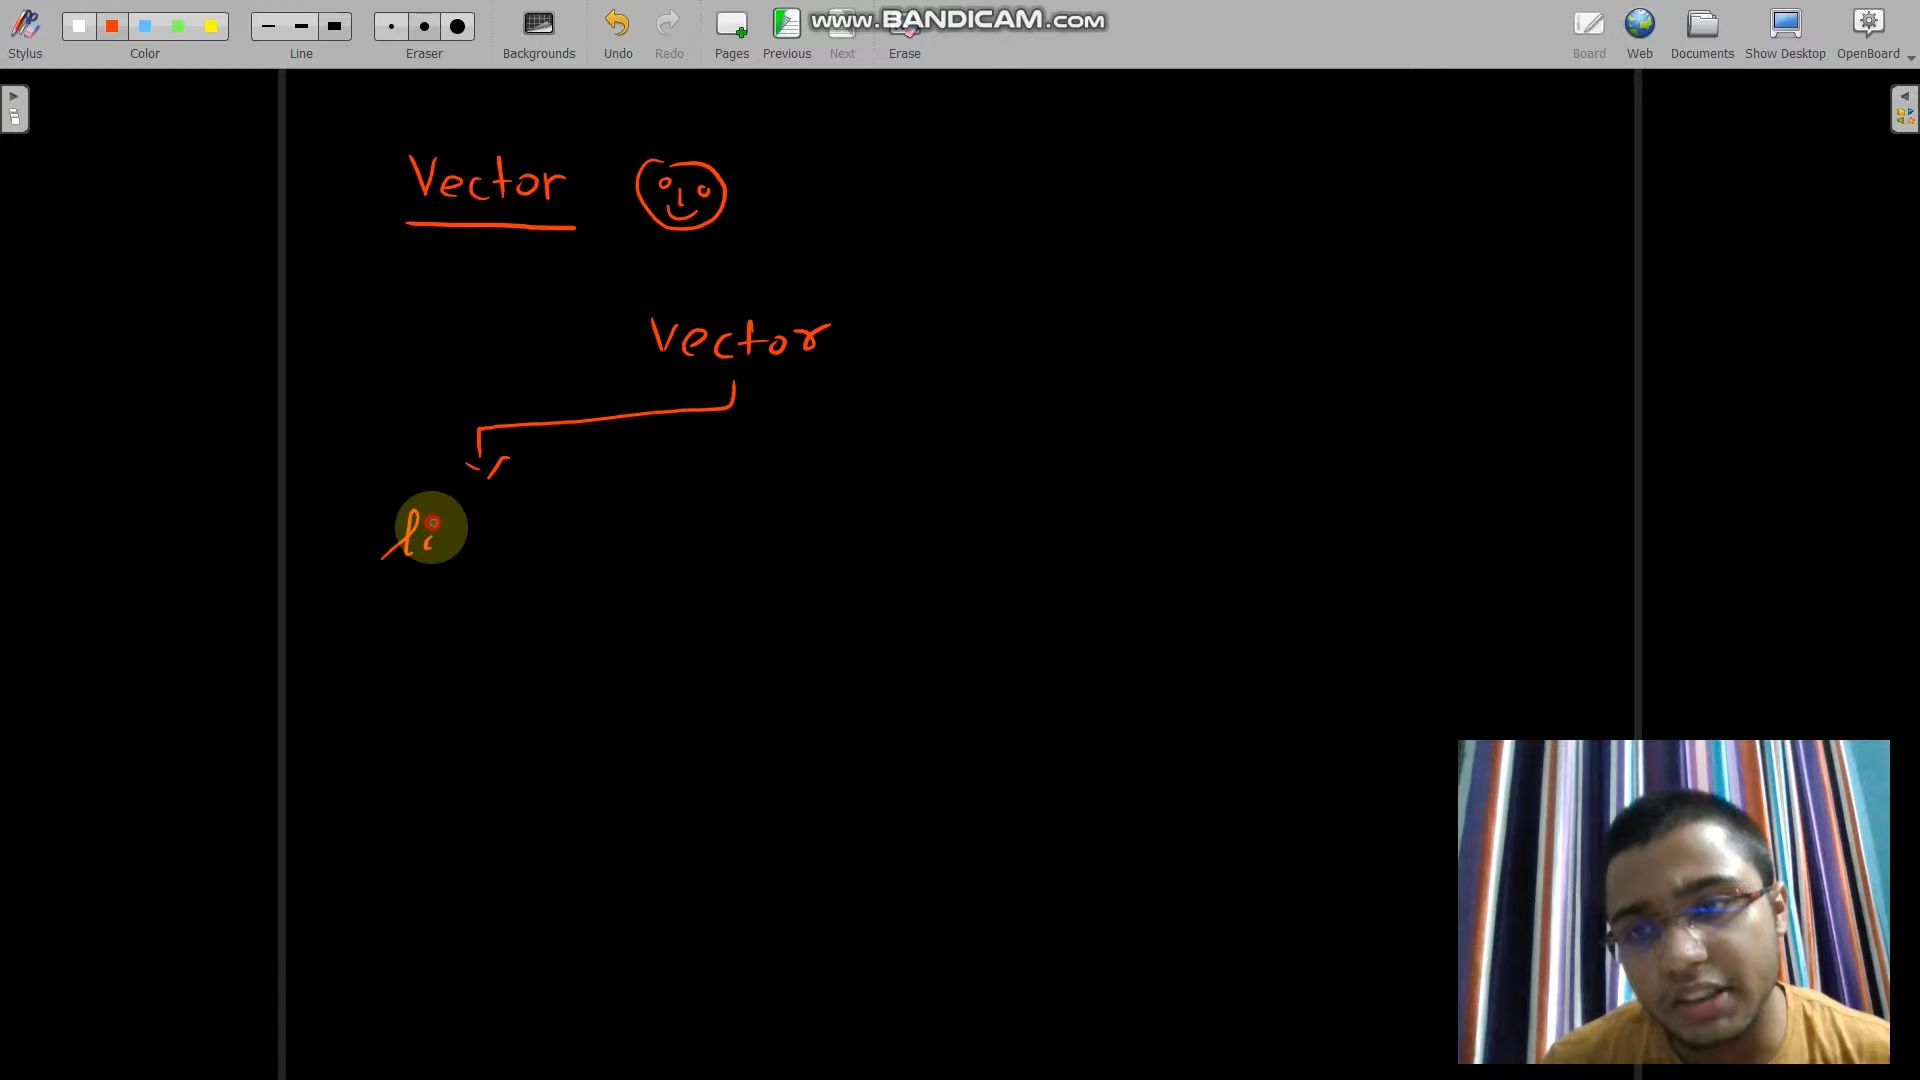 www.BANDICAM.com
Stylus Color Line Eraser Backgrounds Undo Redo Pages Previous Next Erase Board Web Documents Show Desktop OpenBoard
Vector
Vector
li